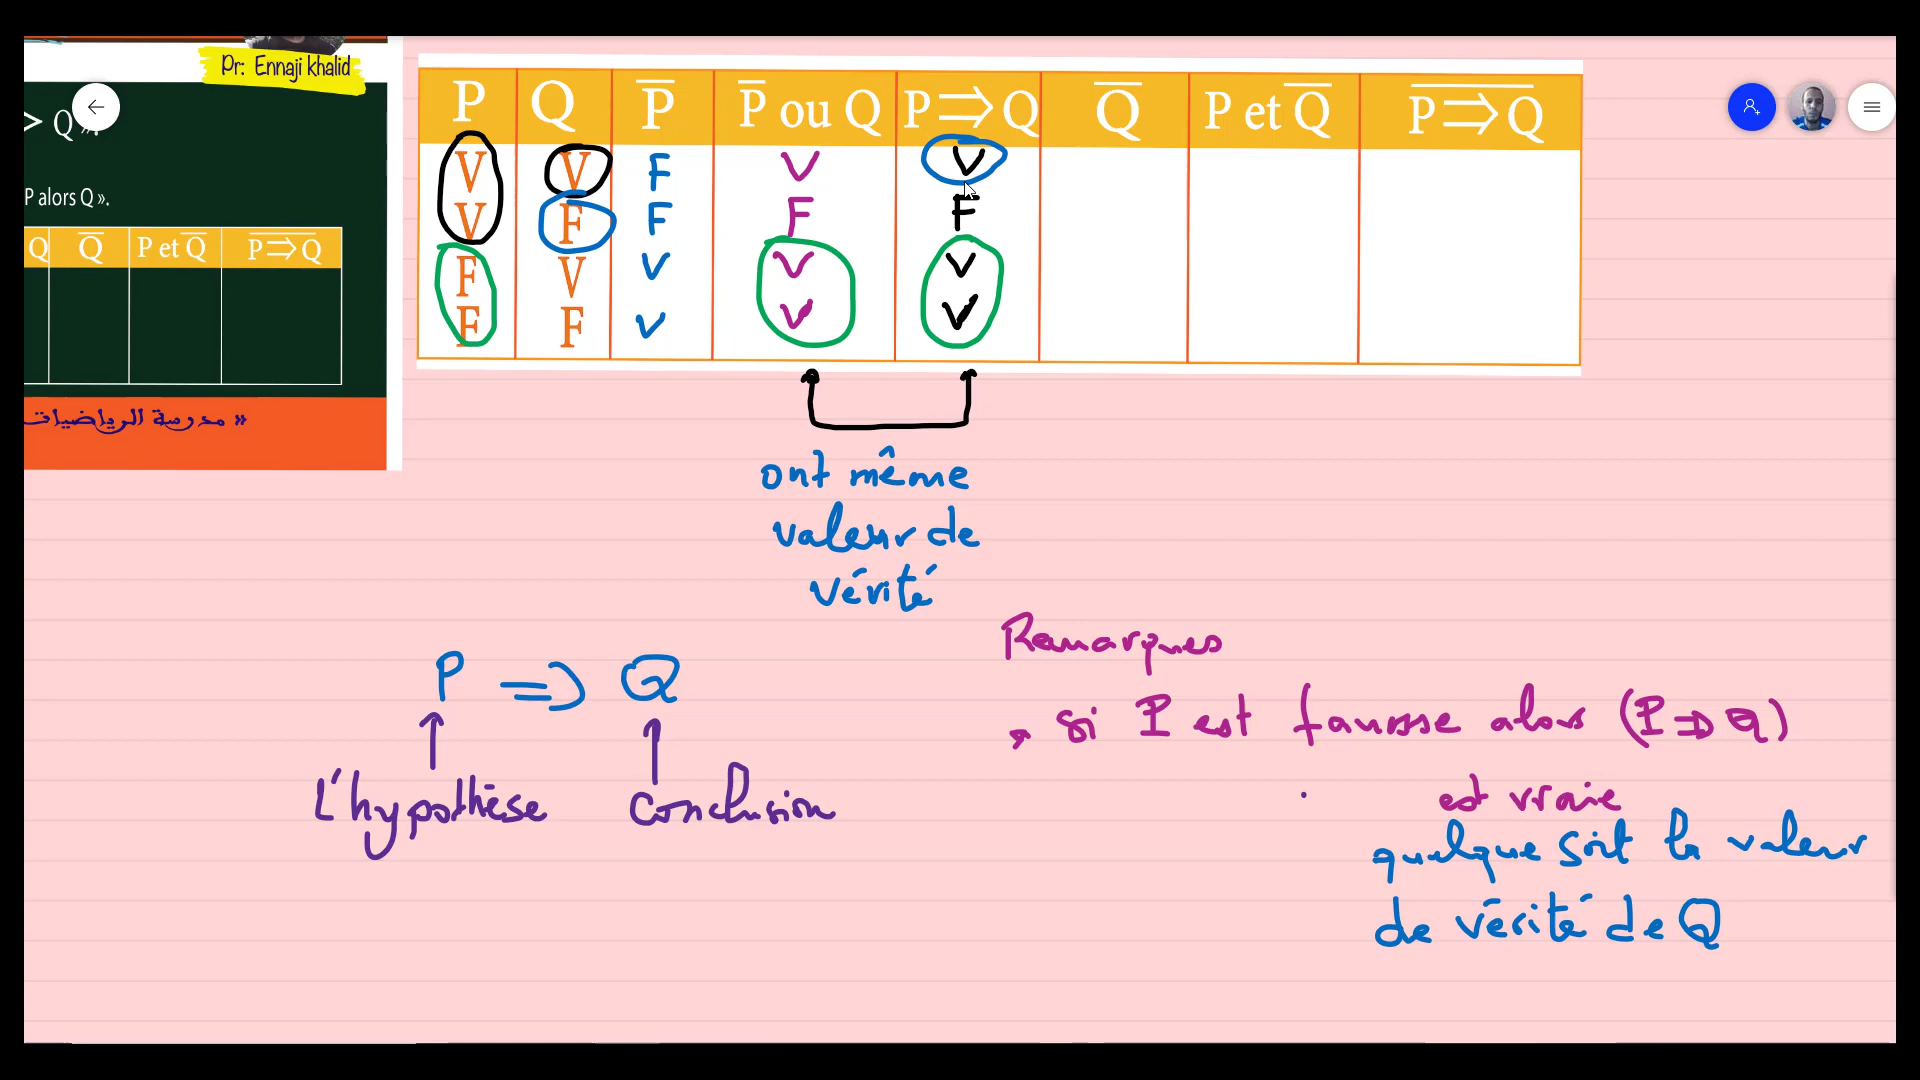 Pr: Ennaji khalid
> Q ».
P alors Q ».
Q Q̅ P et Q̅ P⇒Q̅
« مدرسة الرياضيات
P Q P̅ P̅ ou Q P⇒Q Q̅ P et Q̅ P⇒Q̅
V V F V V
V F F F F
F V V V V
F F V V V
ont même
valeur de
vérité
P => Q
L'hypothèse conclusion
Remarques
si P est fausse alors (P => Q)
est vraie
quelque soit la valeur
de vérité de Q